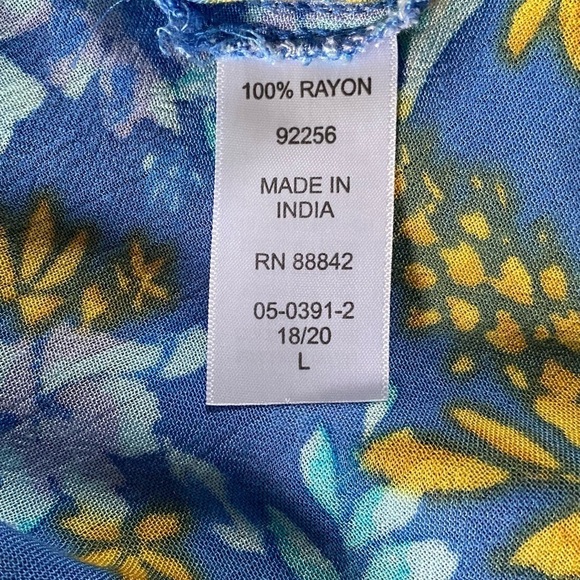 100% RAYON
92256
MADE IN
INDIA
RN 88842
05-0391-2
18/20
L